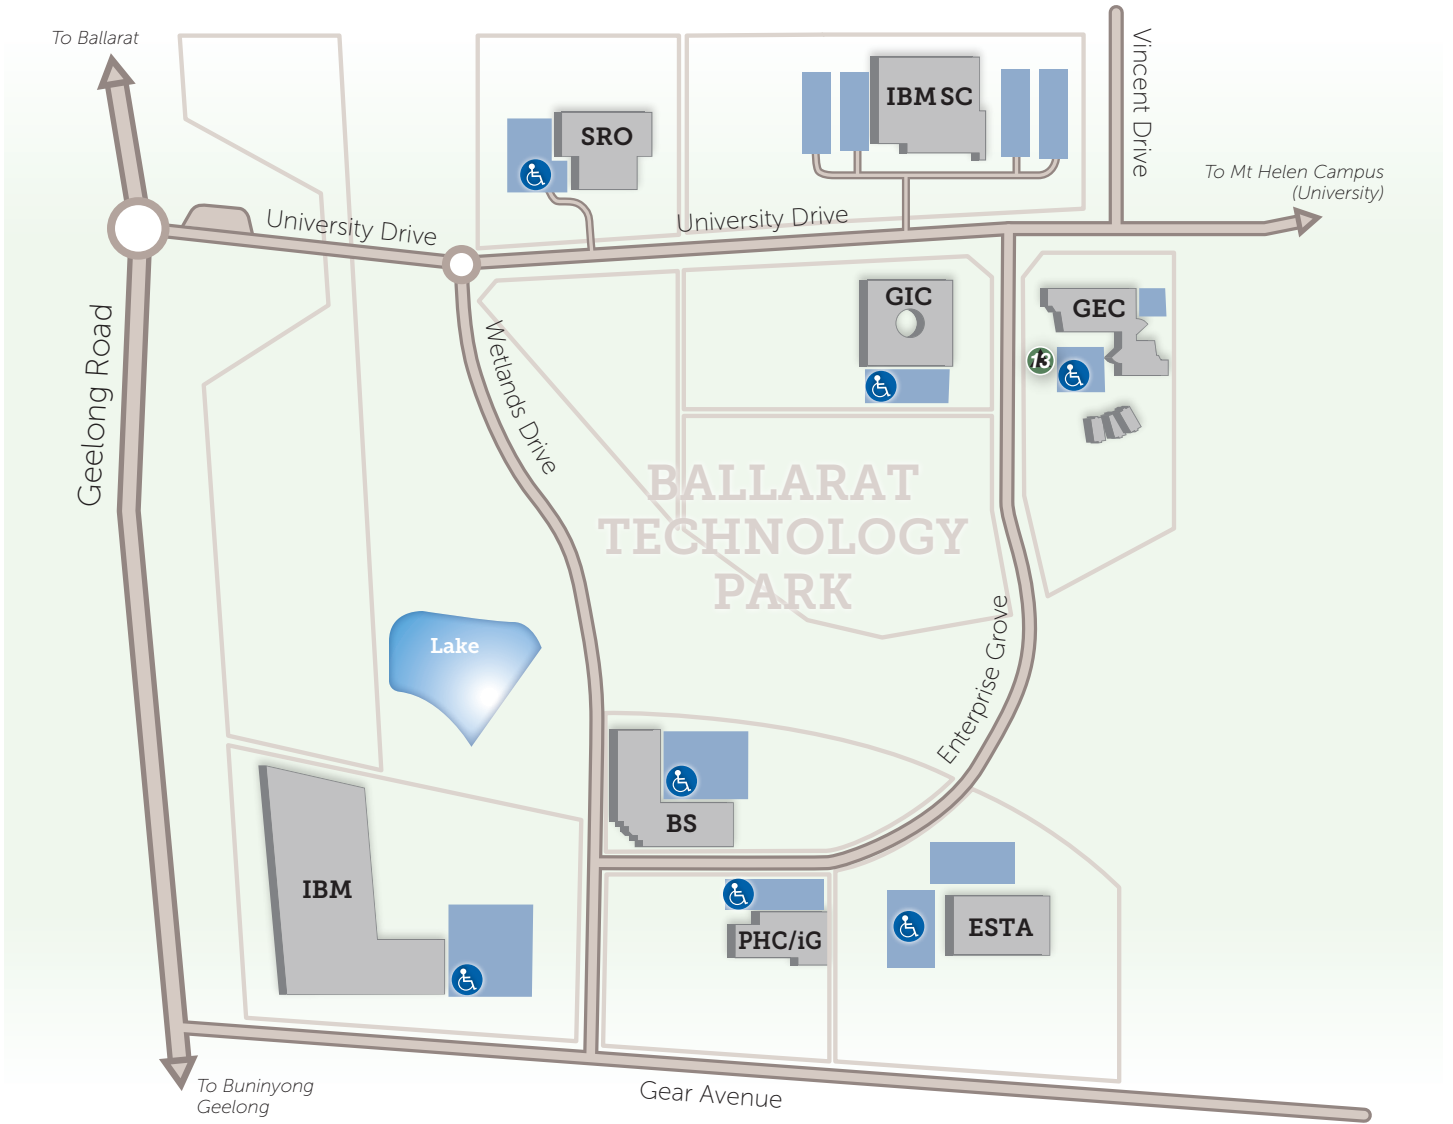 To Ballarat
Vincent Drive
IBM SC
SRO
To Mt Helen Campus
(University)
University Drive
University Drive
GIC
GEC
13
Geelong Road
Wetlands Drive
BALLARAT
TECHNOLOGY
PARK
Lake
Enterprise Grove
BS
IBM
PHC/iG
ESTA
To Buninyong
Geelong
Gear Avenue